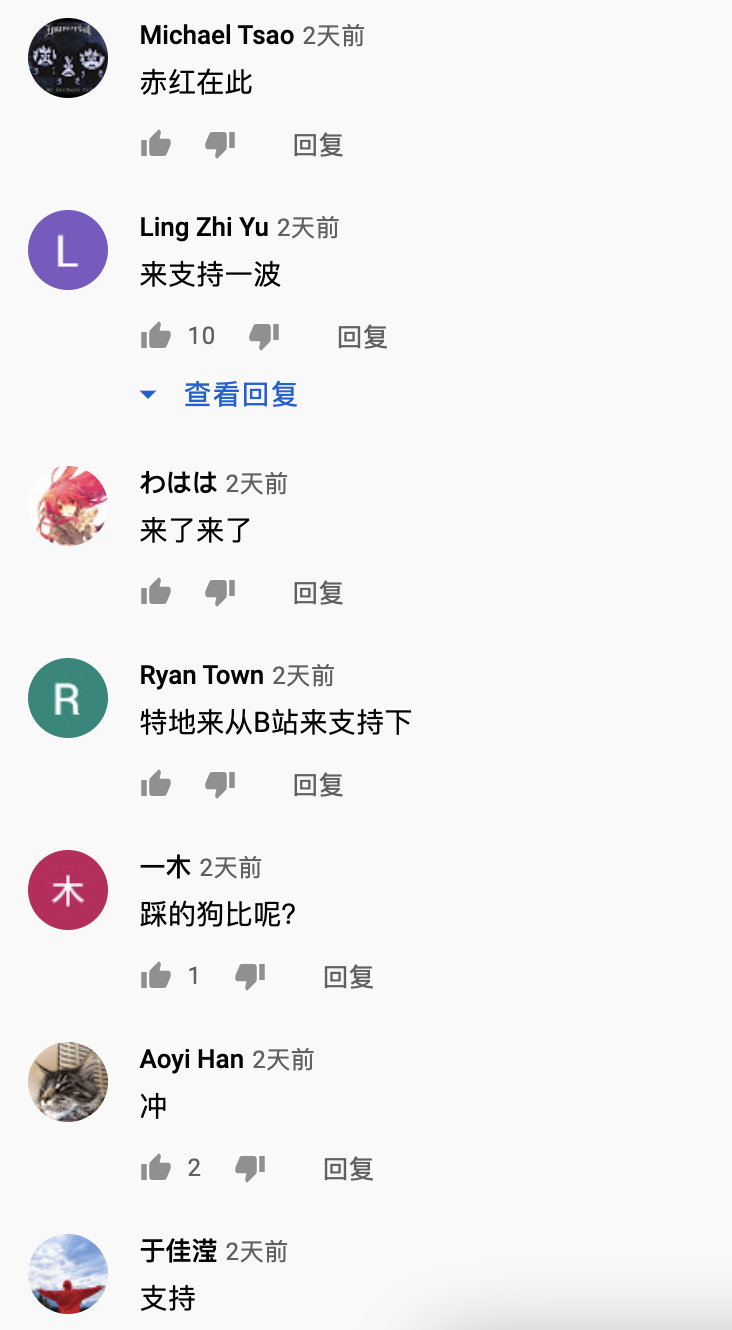 Michael Tsao 2天前
赤红在此
回复
L
Ling Zhi Yu 2天前
来支持一波
10 回复
查看回复
わはは 2天前
来了来了
回复
R
Ryan Town 2天前
特地来从B站来支持下
回复
木
一木 2天前
踩的狗比呢?
1 回复
Aoyi Han 2天前
冲
2 回复
于佳滢 2天前
支持